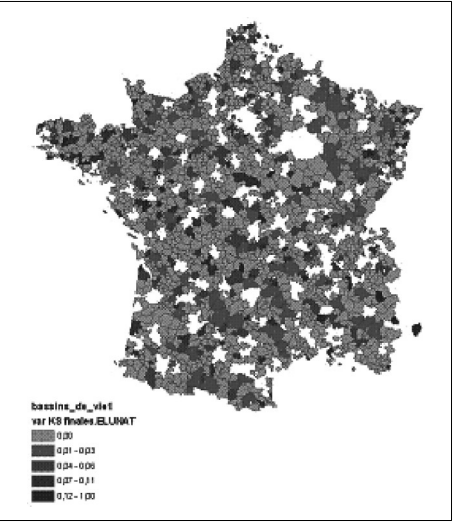 bassins_de_vie1
var KS finales.ELUNAT
0,00
0,01 - 0,03
0,04 - 0,06
0,07 - 0,11
0,12 - 1,00